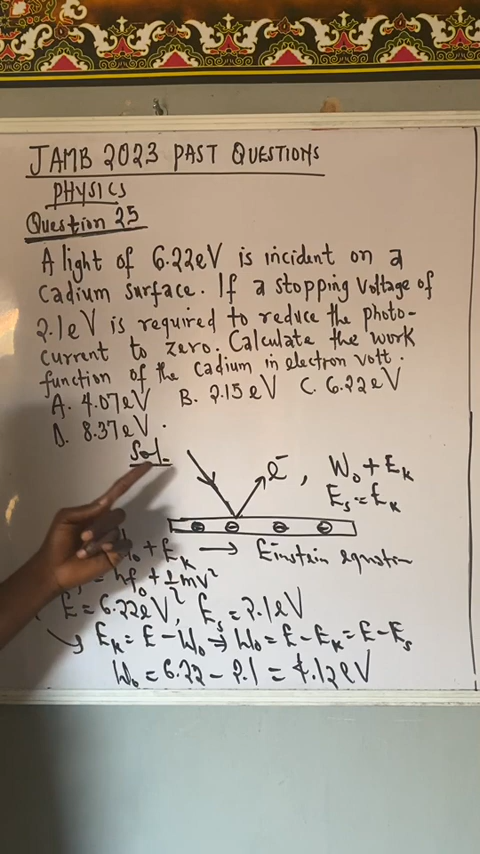 JAMB 2023 PAST QUESTIONS
PHYSICS
Question 25
A light of 6.22eV is incident on a
Cadium surface. If a stopping Voltage of
2.1eV is required to reduce the photo-
current to zero. Calculate the work
function of the Cadium in electron vott.
A. 4.07eV B. 2.15eV C. 6.22eV
D. 8.37eV.
Sol.
e⁻, W₀+Eₖ
Eₛ=Eₖ
+Eₖ → Einstein equation
= hf₀ + ½mv²
E = 6.22eV, Eₛ = 2.1eV
↘ Eₖ = E − W₀ ⇒ W₀ = E − Eₖ = E − Eₛ
W₀ = 6.22 − 2.1 = 4.12eV